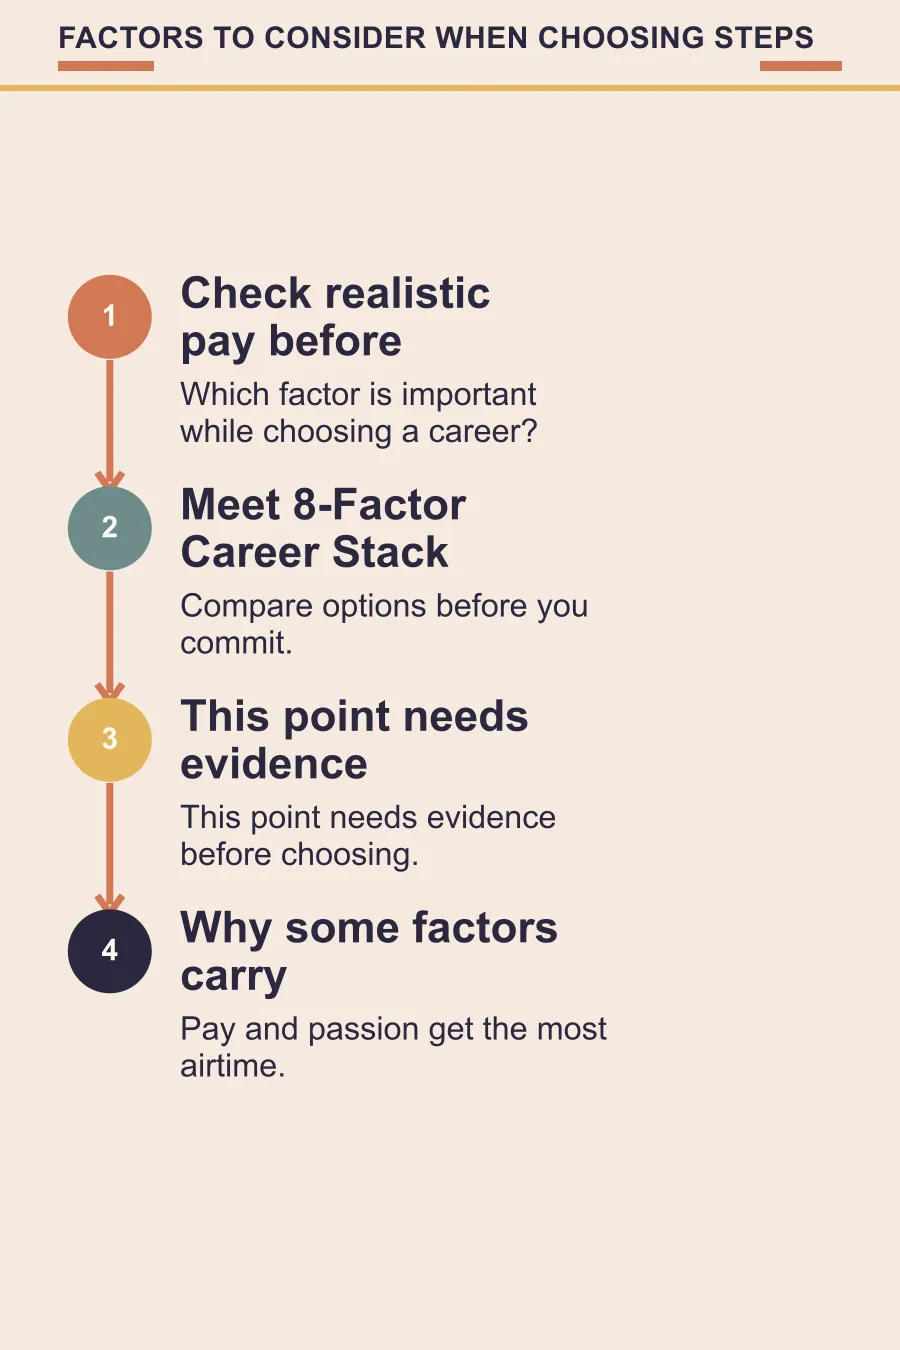 FACTORS TO CONSIDER WHEN CHOOSING STEPS
1
Check realistic
pay before
Which factor is important
while choosing a career?
2
Meet 8-Factor
Career Stack
Compare options before you
commit.
3
This point needs
evidence
This point needs evidence
before choosing.
4
Why some factors
carry
Pay and passion get the most
airtime.